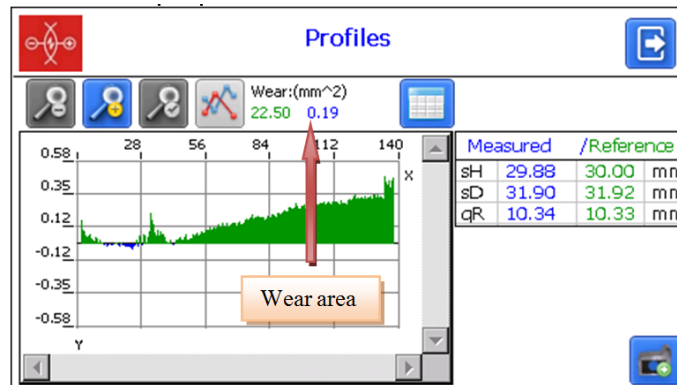 Profiles
Wear:(mm^2)
22.50 0.19
28 56 84 112 140
0.58
0.35
0.12
-0.12
-0.35
-0.58
X
Y
Wear area
Measured /Reference
sH 29.88 30.00 mm
sD 31.90 31.92 mm
qR 10.34 10.33 mm